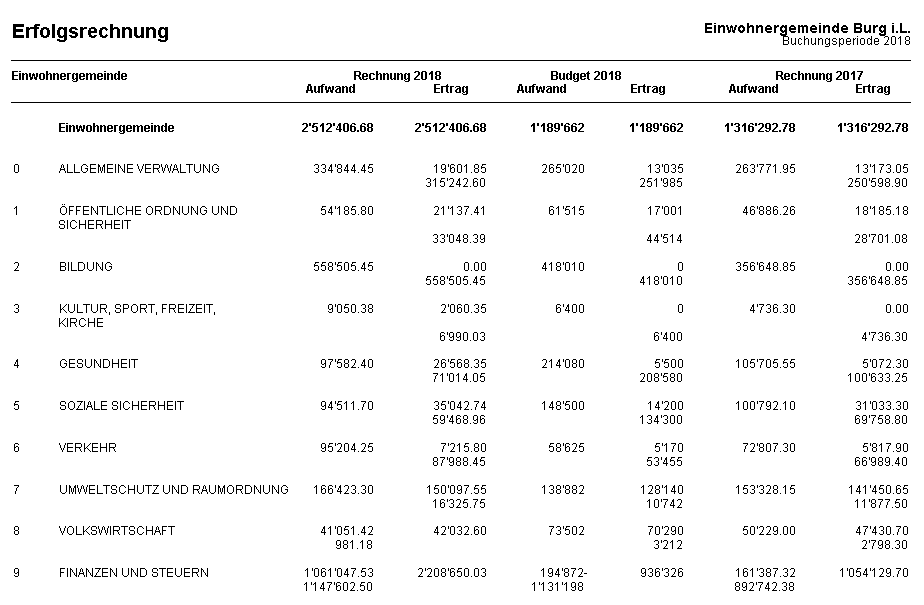 Erfolgsrechnung
Einwohnergemeinde Burg i.L.
Buchungsperiode 2018
Einwohnergemeinde Rechnung 2018 Budget 2018 Rechnung 2017
Aufwand Ertrag Aufwand Ertrag Aufwand Ertrag
Einwohnergemeinde 2'512'406.68 2'512'406.68 1'189'662 1'189'662 1'316'292.78 1'316'292.78
0 ALLGEMEINE VERWALTUNG 334'844.45 19'601.85 265'020 13'035 263'771.95 13'173.05
315'242.60 251'985 250'598.90
1 ÖFFENTLICHE ORDNUNG UND 54'185.80 21'137.41 61'515 17'001 46'886.26 18'185.18
SICHERHEIT
33'048.39 44'514 28'701.08
2 BILDUNG 558'505.45 0.00 418'010 0 356'648.85 0.00
558'505.45 418'010 356'648.85
3 KULTUR, SPORT, FREIZEIT, 9'050.38 2'060.35 6'400 0 4'736.30 0.00
KIRCHE
6'990.03 6'400 4'736.30
4 GESUNDHEIT 97'582.40 26'568.35 214'080 5'500 105'705.55 5'072.30
71'014.05 208'580 100'633.25
5 SOZIALE SICHERHEIT 94'511.70 35'042.74 148'500 14'200 100'792.10 31'033.30
59'468.96 134'300 69'758.80
6 VERKEHR 95'204.25 7'215.80 58'625 5'170 72'807.30 5'817.90
87'988.45 53'455 66'989.40
7 UMWELTSCHUTZ UND RAUMORDNUNG 166'423.30 150'097.55 138'882 128'140 153'328.15 141'450.65
16'325.75 10'742 11'877.50
8 VOLKSWIRTSCHAFT 41'051.42 42'032.60 73'502 70'290 50'229.00 47'430.70
981.18 3'212 2'798.30
9 FINANZEN UND STEUERN 1'061'047.53 2'208'650.03 194'872- 936'326 161'387.32 1'054'129.70
1'147'602.50 1'131'198 892'742.38